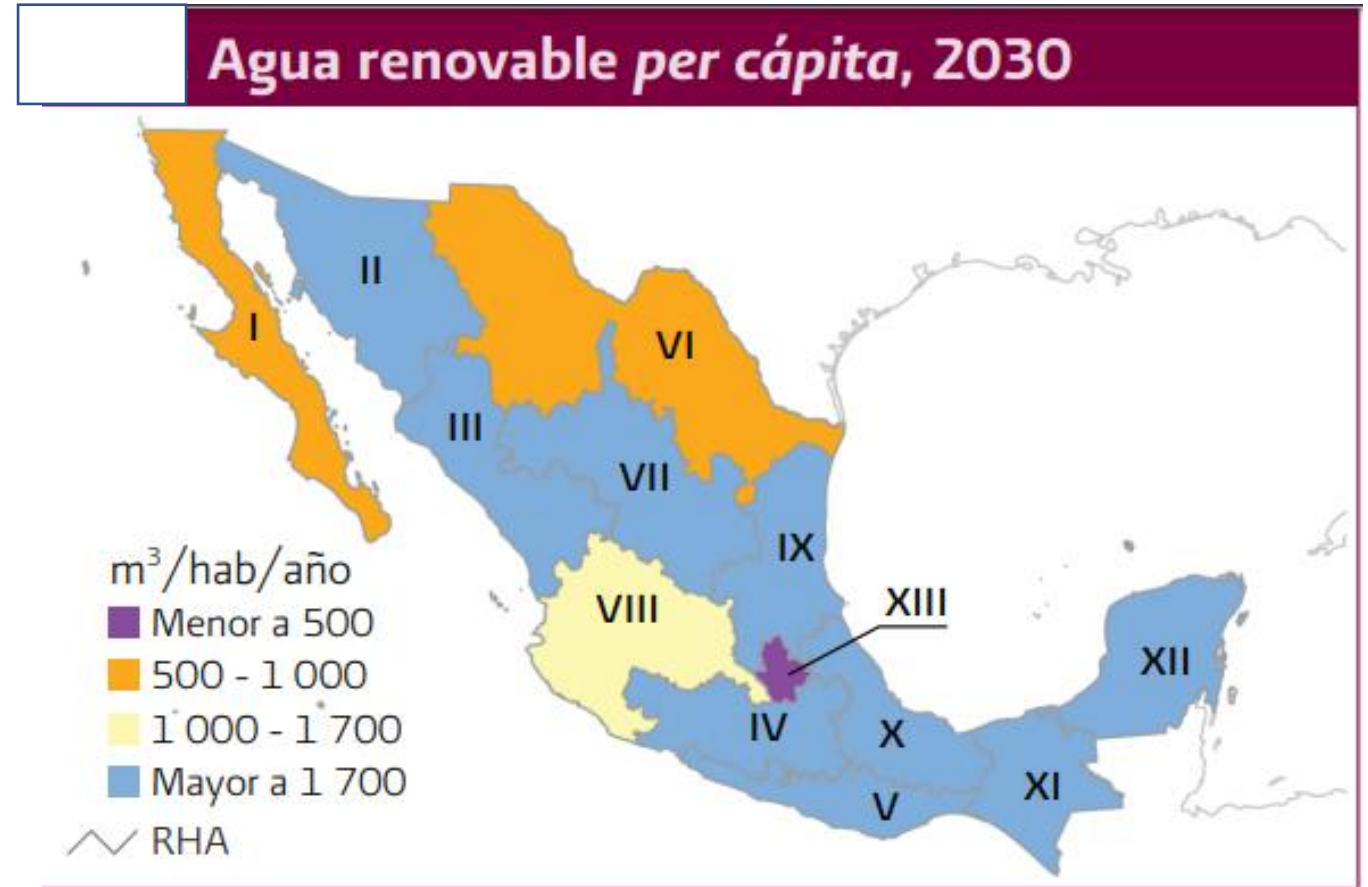 Agua renovable per cápita, 2030
I
II
III
VI
VII
VIII
IX
XIII
XII
IV
X
V
XI
m³/hab/año
Menor a 500
500 - 1 000
1 000 - 1 700
Mayor a 1 700
RHA